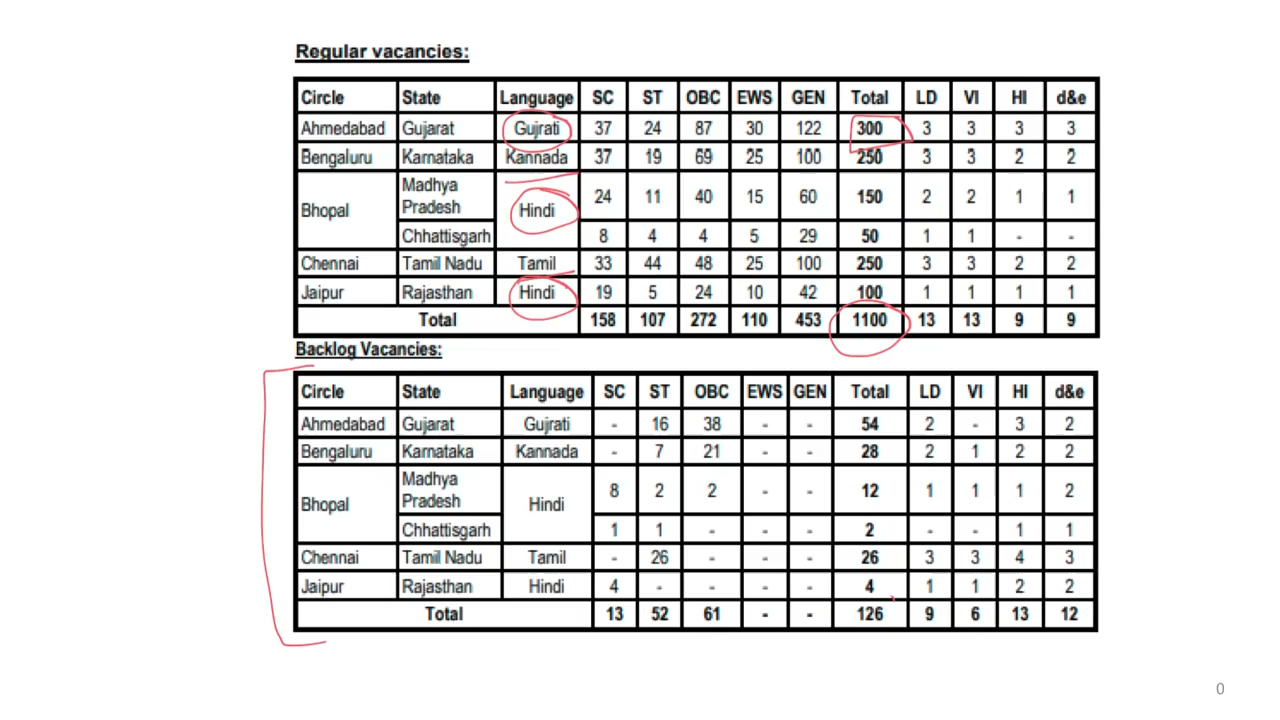 Regular vacancies:
Circle State Language SC ST OBC EWS GEN Total LD VI HI d&e
Ahmedabad Gujarat Gujrati 37 24 87 30 122 300 3 3 3 3
Bengaluru Karnataka Kannada 37 19 69 25 100 250 3 3 2 2
Bhopal Madhya Pradesh Hindi 24 11 40 15 60 150 2 2 1 1
Chhattisgarh 8 4 4 5 29 50 1 1 - -
Chennai Tamil Nadu Tamil 33 44 48 25 100 250 3 3 2 2
Jaipur Rajasthan Hindi 19 5 24 10 42 100 1 1 1 1
Total 158 107 272 110 453 1100 13 13 9 9
Backlog Vacancies:
Circle State Language SC ST OBC EWS GEN Total LD VI HI d&e
Ahmedabad Gujarat Gujrati - 16 38 - - 54 2 - 3 2
Bengaluru Karnataka Kannada - 7 21 - - 28 2 1 2 2
Bhopal Madhya Pradesh Hindi 8 2 2 - - 12 1 1 1 2
Chhattisgarh 1 1 - - - 2 - - 1 1
Chennai Tamil Nadu Tamil - 26 - - - 26 3 3 4 3
Jaipur Rajasthan Hindi 4 - - - - 4 1 1 2 2
Total 13 52 61 - - 126 9 6 13 12
0